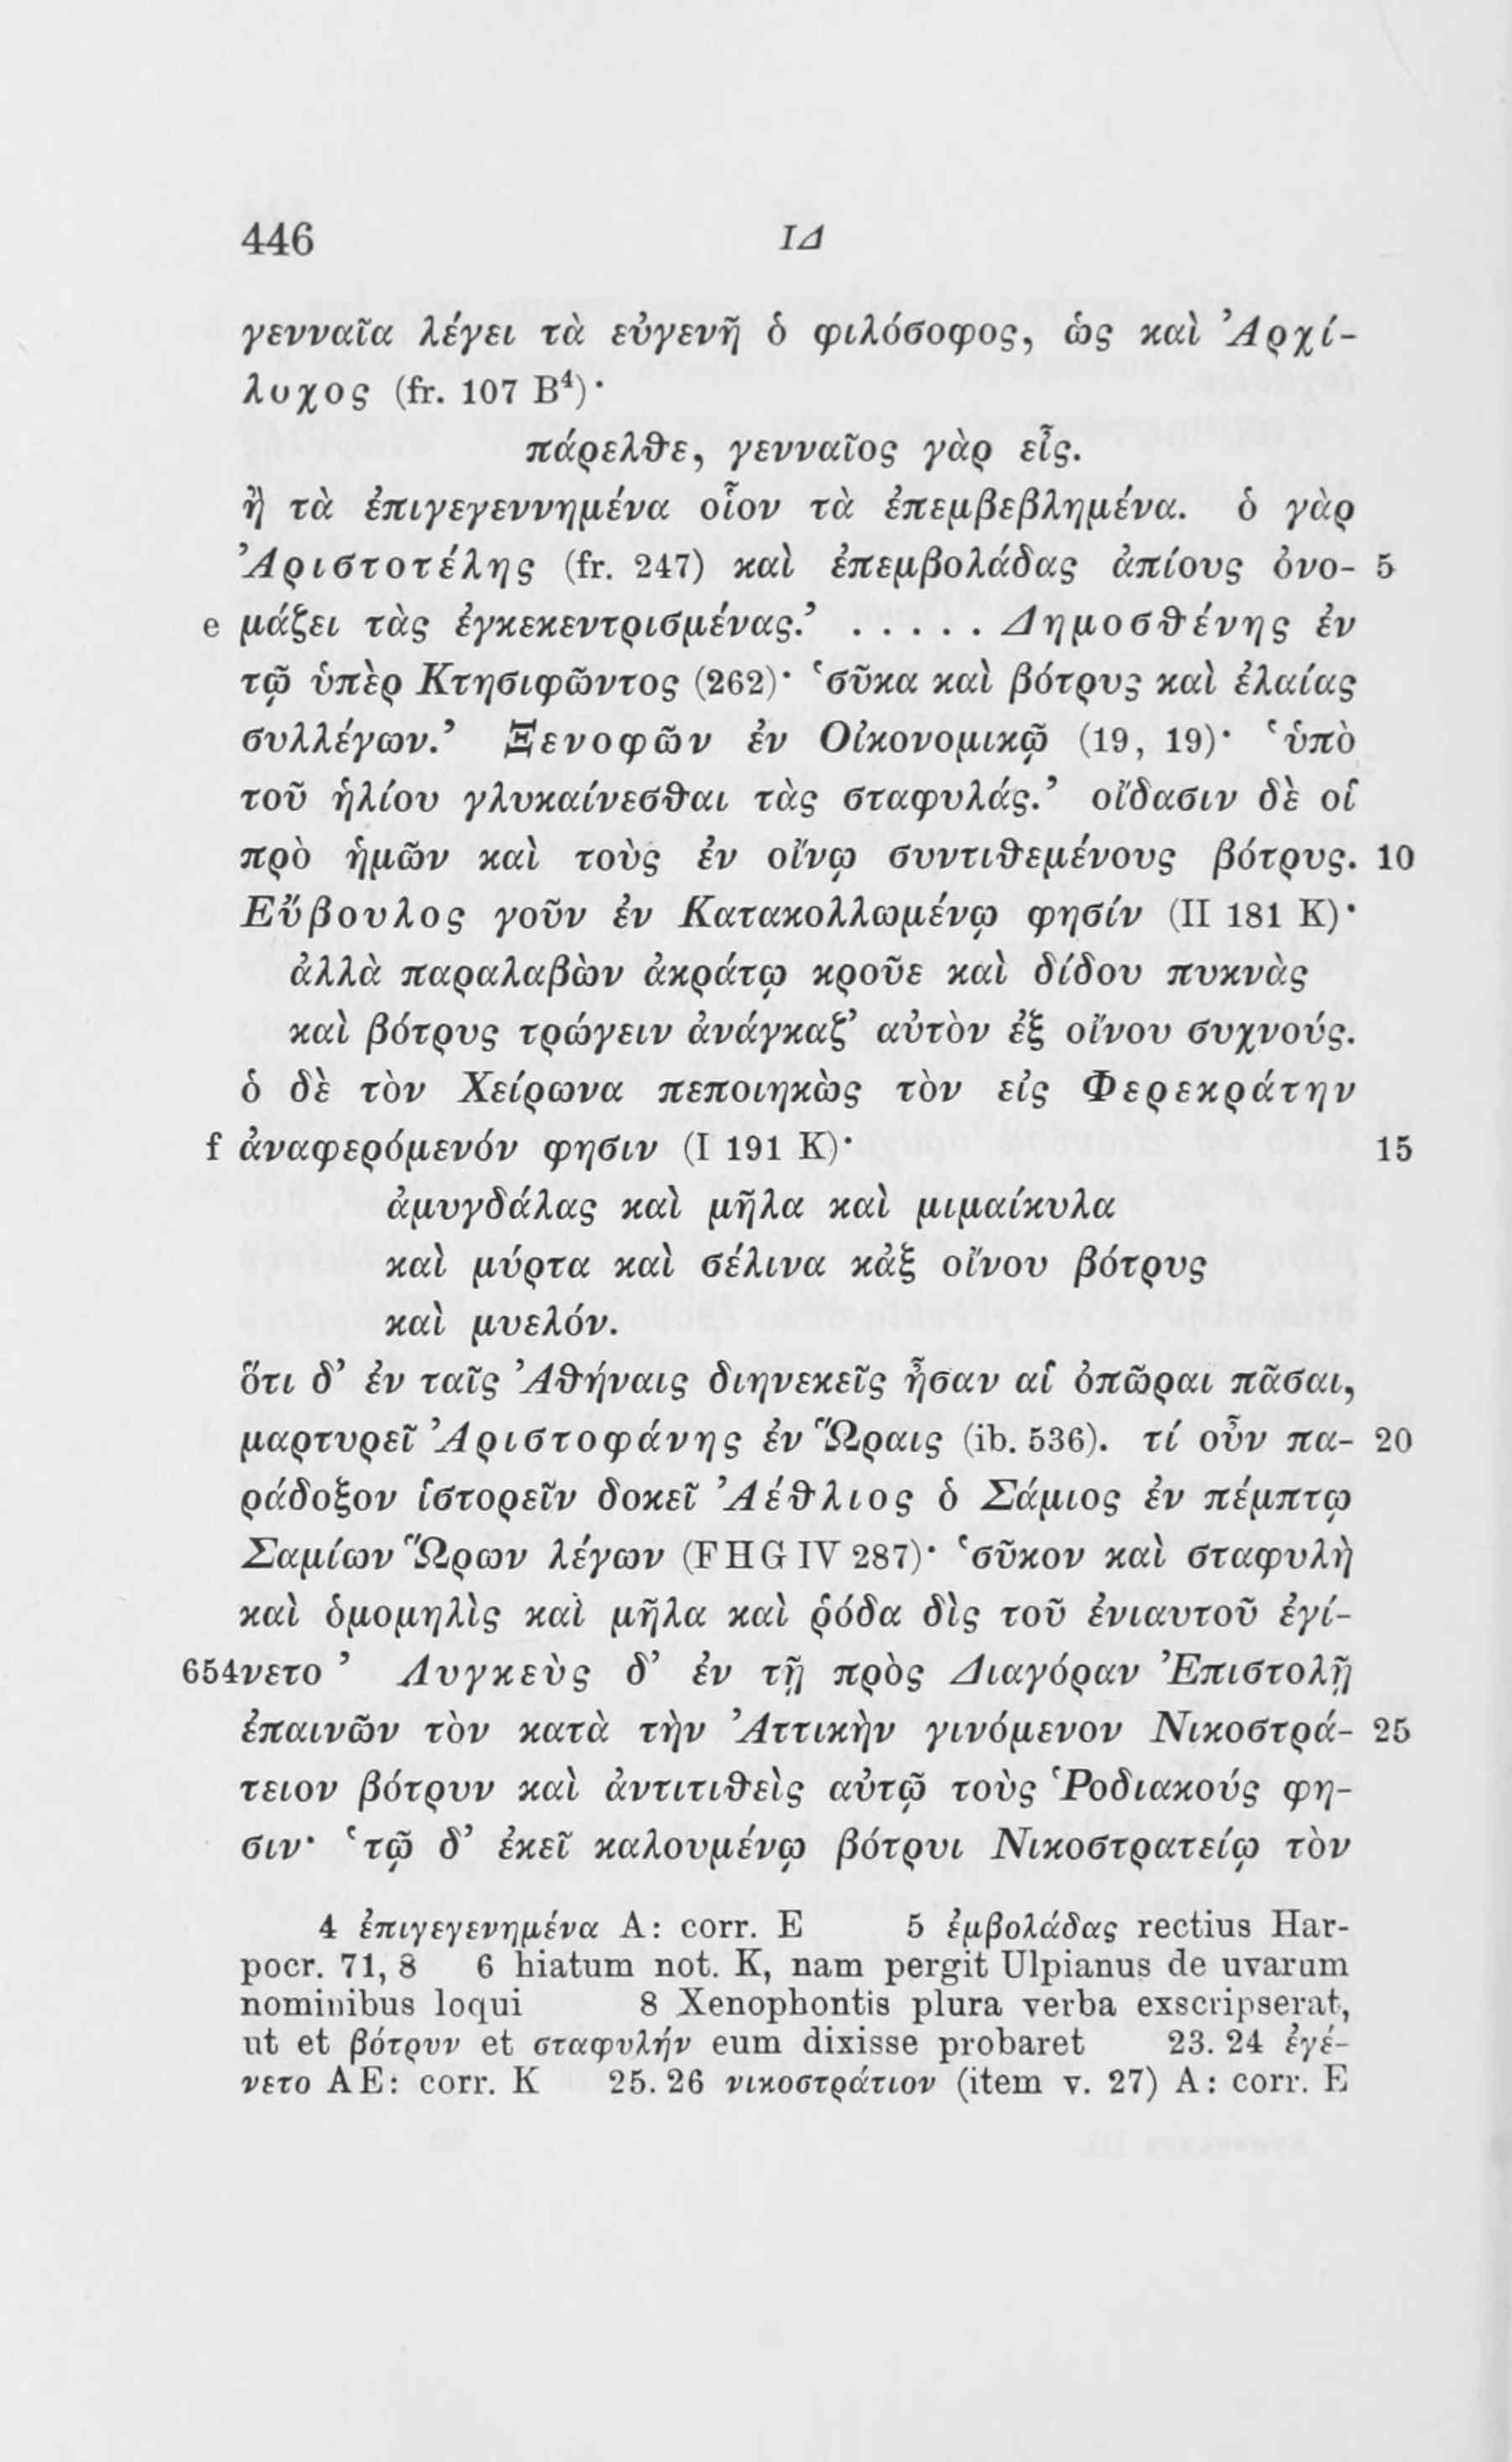 446 ΙΔ
γενναῖα λέγει τὰ εὐγενῆ ὁ φιλόσοφος, ὡς καὶ Ἀρχί-
λοχος (fr. 107 B⁴)·
πάρελθε, γενναῖος γὰρ εἶς.
ἢ τὰ ἐπιγεγεννημένα οἷον τὰ ἐπεμβεβλημένα. ὁ γὰρ
Ἀριστοτέλης (fr. 247) καὶ ἐπεμβολάδας ἀπίους ὀνο- 5
e μάζει τὰς ἐγκεκεντρισμένας.’ . . . . . Δημοσθένης ἐν
τῷ ὑπὲρ Κτησιφῶντος (262)· ‘σῦκα καὶ βότρυς καὶ ἐλαίας
συλλέγων.’ Ξενοφῶν ἐν Οἰκονομικῷ (19, 19)· ‘ὑπὸ
τοῦ ἡλίου γλυκαίνεσθαι τὰς σταφυλάς.’ οἴδασιν δὲ οἱ
πρὸ ἡμῶν καὶ τοὺς ἐν οἴνῳ συντιθεμένους βότρυς. 10
Εὔβουλος γοῦν ἐν Κατακολλωμένῳ φησίν (II 181 K)·
ἀλλὰ παραλαβὼν ἀκράτῳ κροῦε καὶ δίδου πυκνὰς
καὶ βότρυς τρώγειν ἀνάγκαζ’ αὐτὸν ἐξ οἴνου συχνούς.
ὁ δὲ τὸν Χείρωνα πεποιηκὼς τὸν εἰς Φερεκράτην
f ἀναφερόμενόν φησιν (I 191 K)· 15
ἀμυγδάλας καὶ μῆλα καὶ μιμαίκυλα
καὶ μύρτα καὶ σέλινα κἀξ οἴνου βότρυς
καὶ μυελόν.
ὅτι δ’ ἐν ταῖς Ἀθήναις διηνεκεῖς ἦσαν αἱ ὀπῶραι πᾶσαι,
μαρτυρεῖ Ἀριστοφάνης ἐν Ὥραις (ib. 536). τί οὖν πα- 20
ράδοξον ἱστορεῖν δοκεῖ Ἀέθλιος ὁ Σάμιος ἐν πέμπτῳ
Σαμίων Ὥρων λέγων (FHG IV 287)· ‘σῦκον καὶ σταφυλὴ
καὶ ὁμομηλὶς καὶ μῆλα καὶ ῥόδα δὶς τοῦ ἐνιαυτοῦ ἐγί-
654 νετο ’ Λυγκεὺς δ’ ἐν τῇ πρὸς Διαγόραν Ἐπιστολῇ
ἐπαινῶν τὸν κατὰ τὴν Ἀττικὴν γινόμενον Νικοστρά- 25
τειον βότρυν καὶ ἀντιτιθεὶς αὐτῷ τοὺς Ῥοδιακούς φη-
σιν· ‘τῷ δ’ ἐκεῖ καλουμένῳ βότρυι Νικοστρατείῳ τὸν
4 ἐπιγεγενημένα A: corr. E 5 ἐμβολάδας rectius Har-
pocr. 71, 8 6 hiatum not. K, nam pergit Ulpianus de uvarum
nominibus loqui 8 Xenophontis plura verba exscripserat,
ut et βότρυν et σταφυλήν eum dixisse probaret 23. 24 ἐγέ-
νετο AE: corr. K 25. 26 νικοστράτιον (item v. 27) A: corr. E